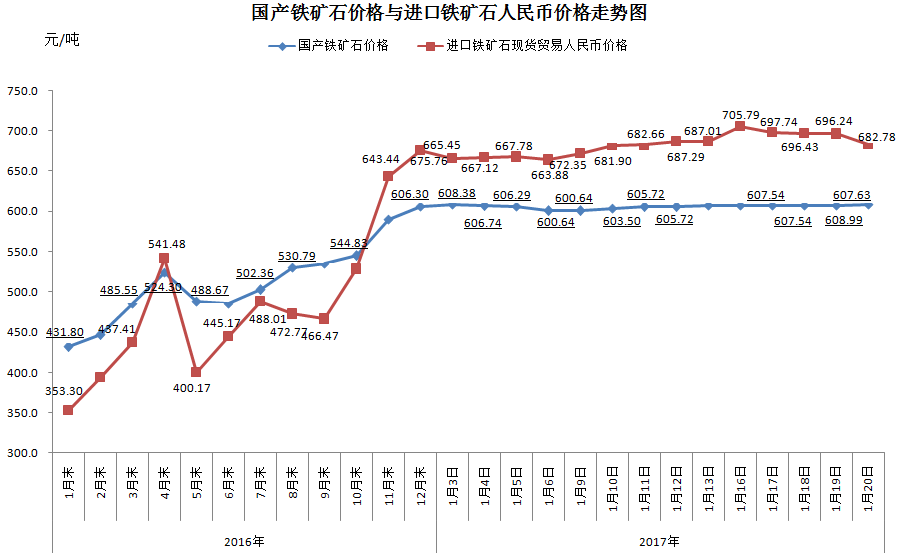 国产铁矿石价格与进口铁矿石人民币价格走势图
元/吨
国产铁矿石价格 进口铁矿石现货贸易人民币价格
750.0
700.0
650.0
600.0
550.0
500.0
450.0
400.0
350.0
300.0
431.80
485.55
524.30
488.67
502.36
530.79
544.83
606.30
608.38
606.74
606.29
600.64
600.64
603.50
605.72
605.72
607.54
607.54
608.99
607.63
353.30
437.41
541.48
400.17
445.17
488.01
472.77
466.47
643.44
675.76
665.45
667.12
667.78
663.88
672.35
681.90
682.66
687.29
687.01
705.79
697.74
696.43
696.24
682.78
1月末
2月末
3月末
4月末
5月末
6月末
7月末
8月末
9月末
10月末
11月末
12月末
1月3日
1月4日
1月5日
1月6日
1月9日
1月10日
1月11日
1月12日
1月13日
1月16日
1月17日
1月18日
1月19日
1月20日
2016年 2017年